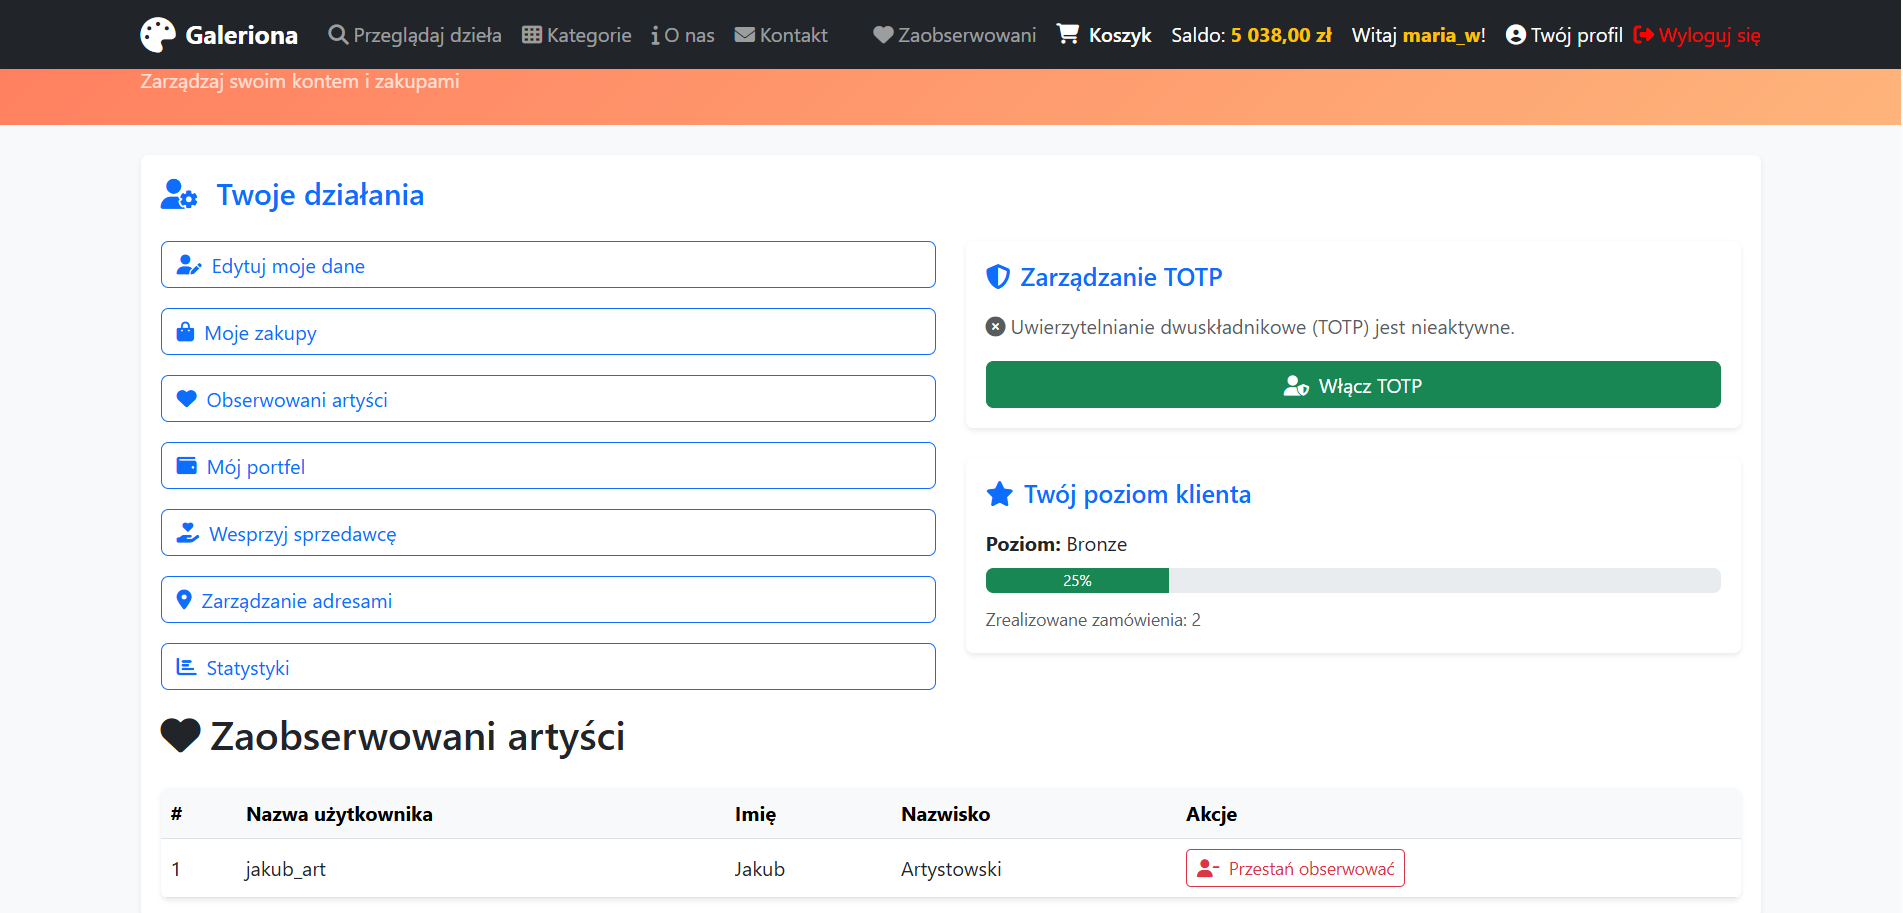 Galeriona Przeglądaj dzieła Kategorie O nas Kontakt Zaobserwowani Koszyk Saldo: 5 038,00 zł Witaj maria_w! Twój profil Wyloguj się
Zarządzaj swoim kontem i zakupami
Twoje działania
Edytuj moje dane
Moje zakupy
Obserwowani artyści
Mój portfel
Wesprzyj sprzedawcę
Zarządzanie adresami
Statystyki
Zarządzanie TOTP
Uwierzytelnianie dwuskładnikowe (TOTP) jest nieaktywne.
Włącz TOTP
Twój poziom klienta
Poziom: Bronze
25%
Zrealizowane zamówienia: 2
Zaobserwowani artyści
# Nazwa użytkownika Imię Nazwisko Akcje
1 jakub_art Jakub Artystowski Przestań obserwować